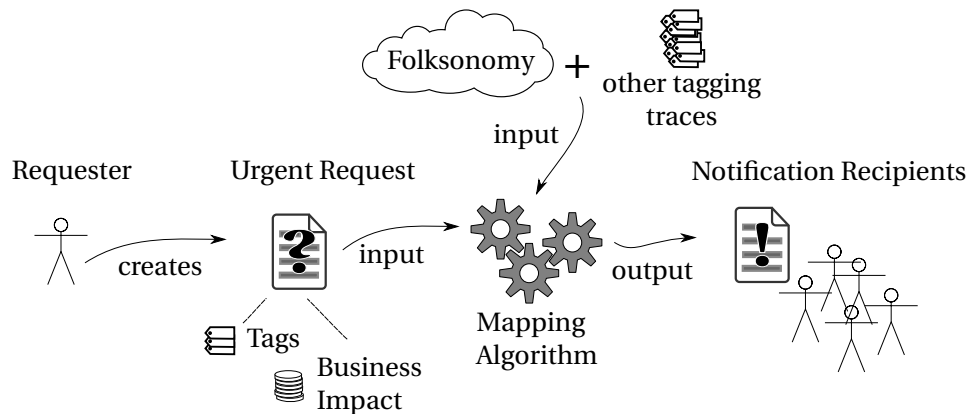 Folksonomy
+
other tagging
traces
input
Requester
Urgent Request
Notification Recipients
?
!
creates
input
output
Mapping
Algorithm
Tags
Business
Impact